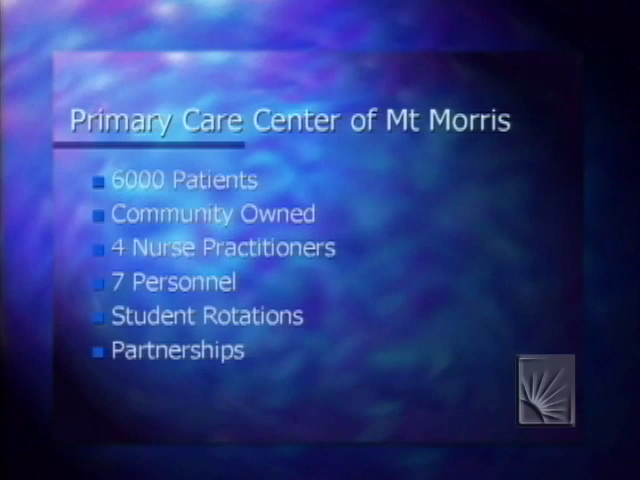 Primary Care Center of Mt Morris
6000 Patients
Community Owned
4 Nurse Practitioners
7 Personnel
Student Rotations
Partnerships